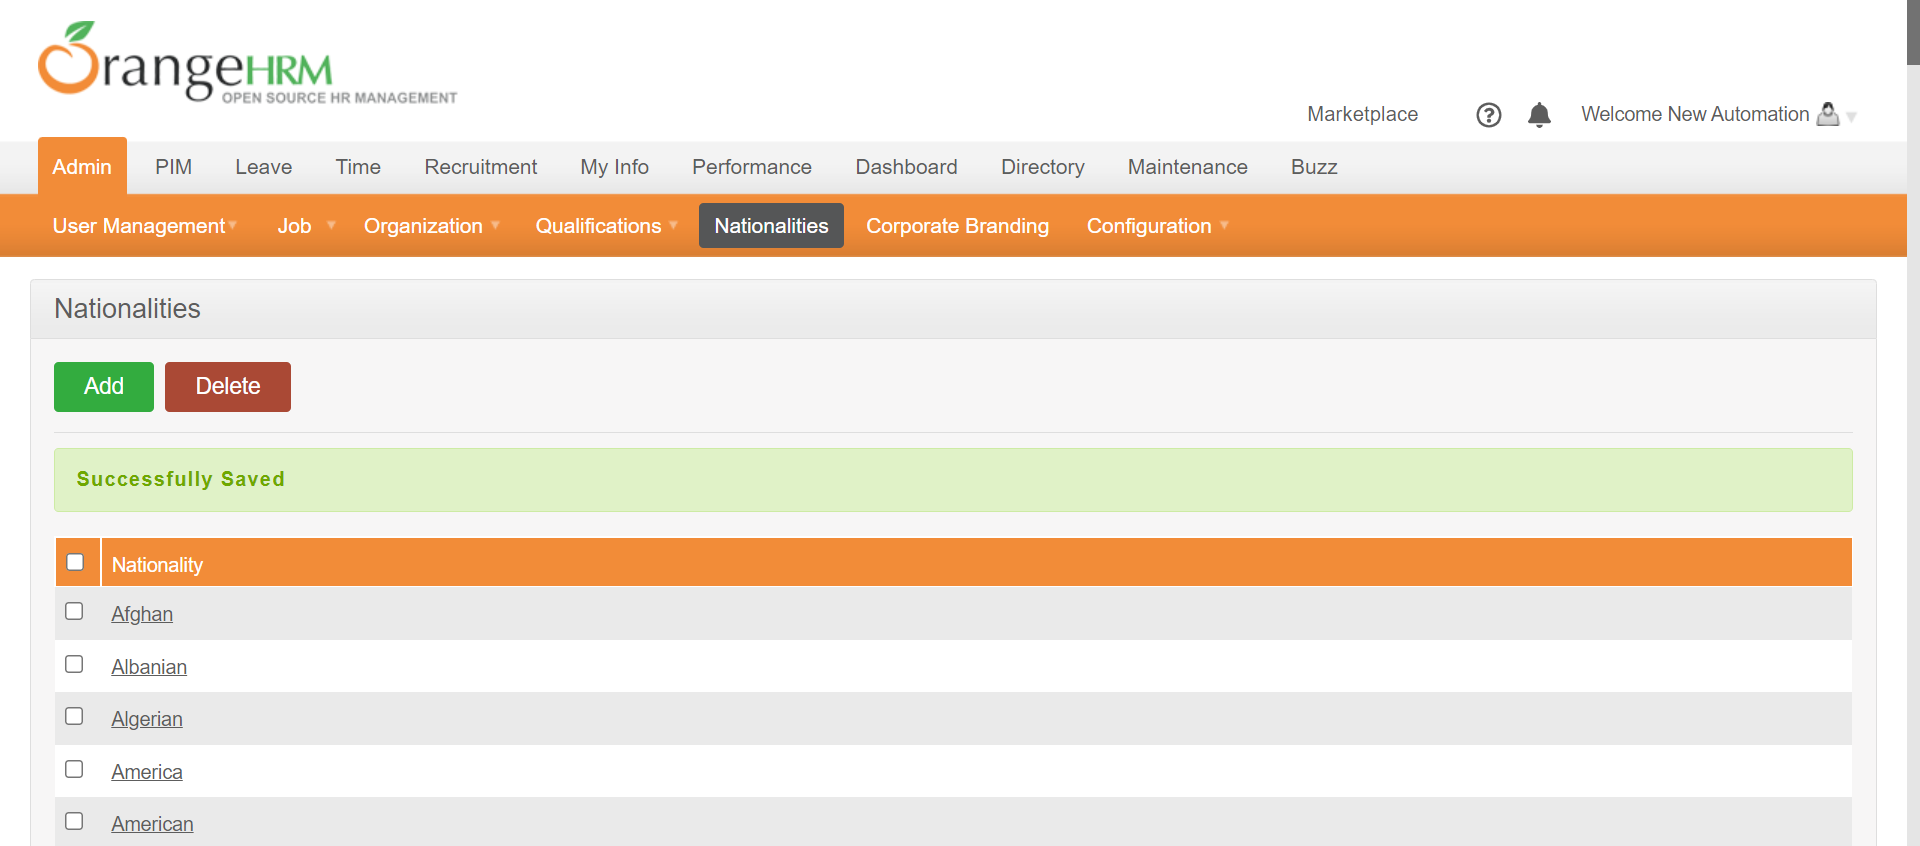 OrangeHRM
OPEN SOURCE HR MANAGEMENT
Marketplace ? Welcome New Automation
Admin PIM Leave Time Recruitment My Info Performance Dashboard Directory Maintenance Buzz
User Management Job Organization Qualifications Nationalities Corporate Branding Configuration
Nationalities
Add Delete
Successfully Saved
Nationality
Afghan
Albanian
Algerian
America
American